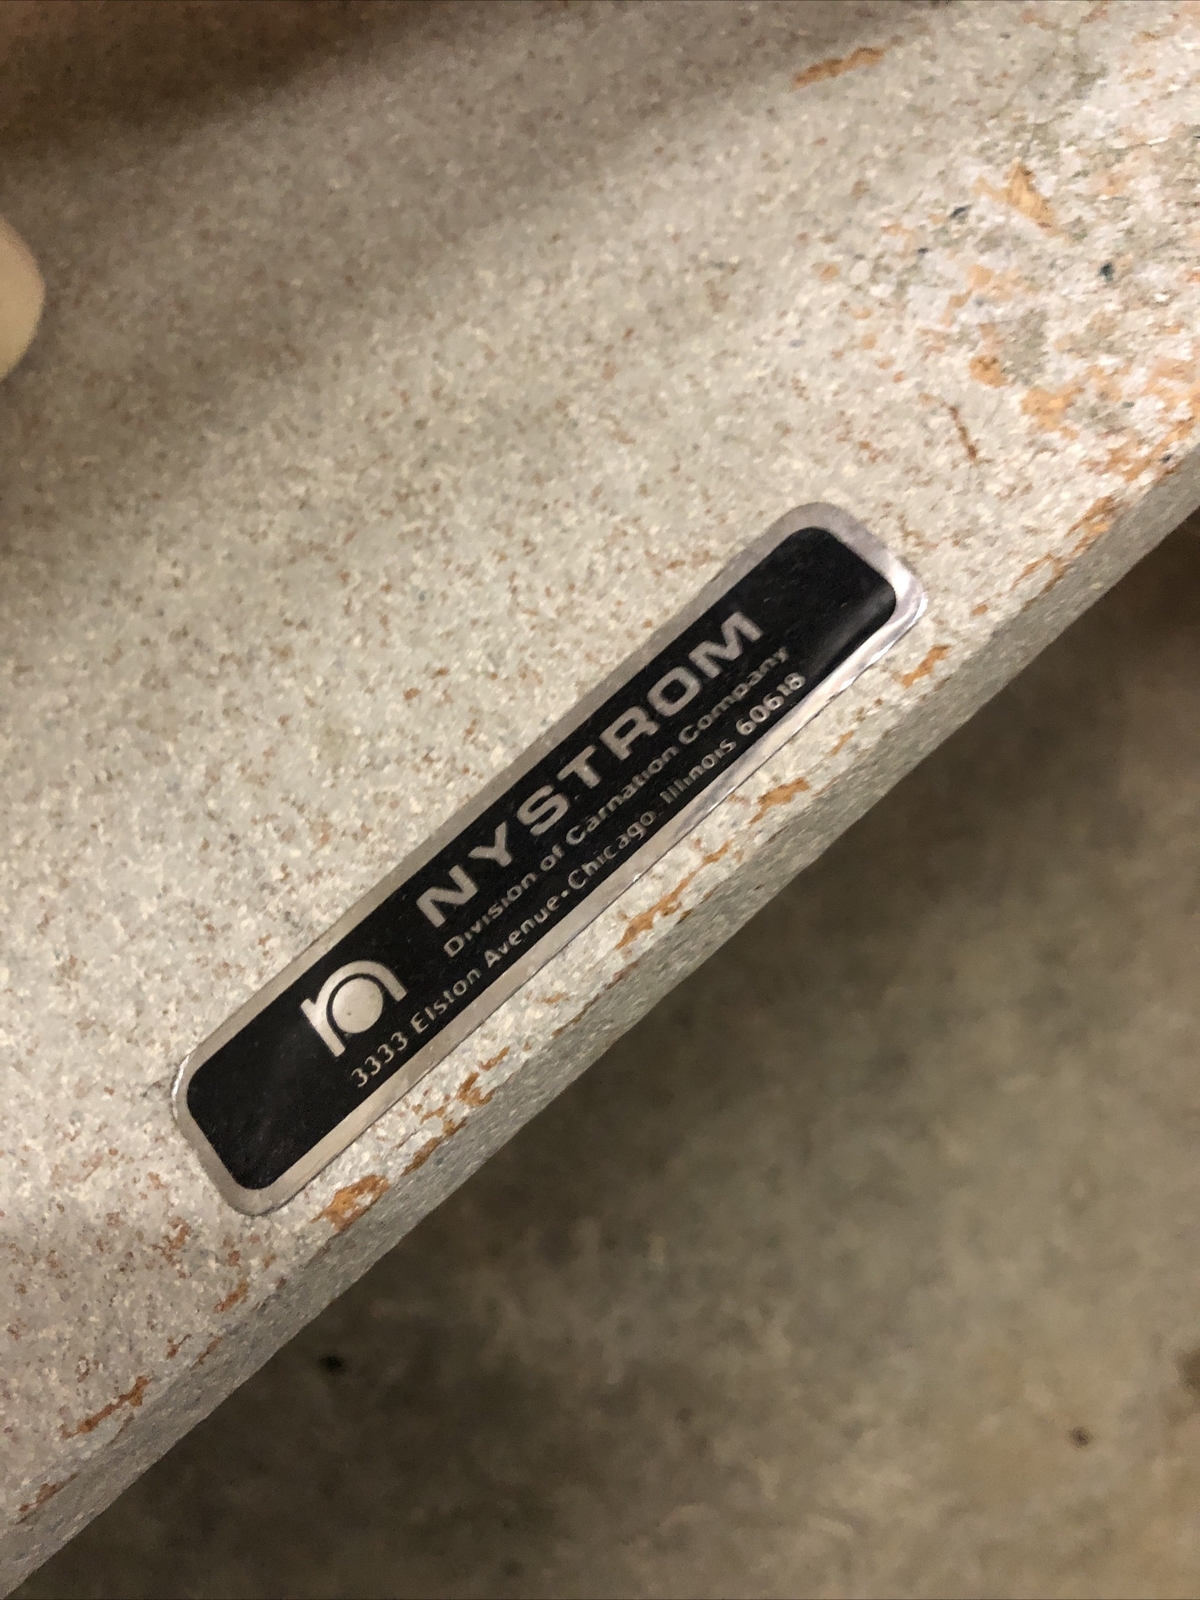 n NYSTROM
Division of Carnation Company
3333 Elston Avenue•Chicago, Illinois 60618